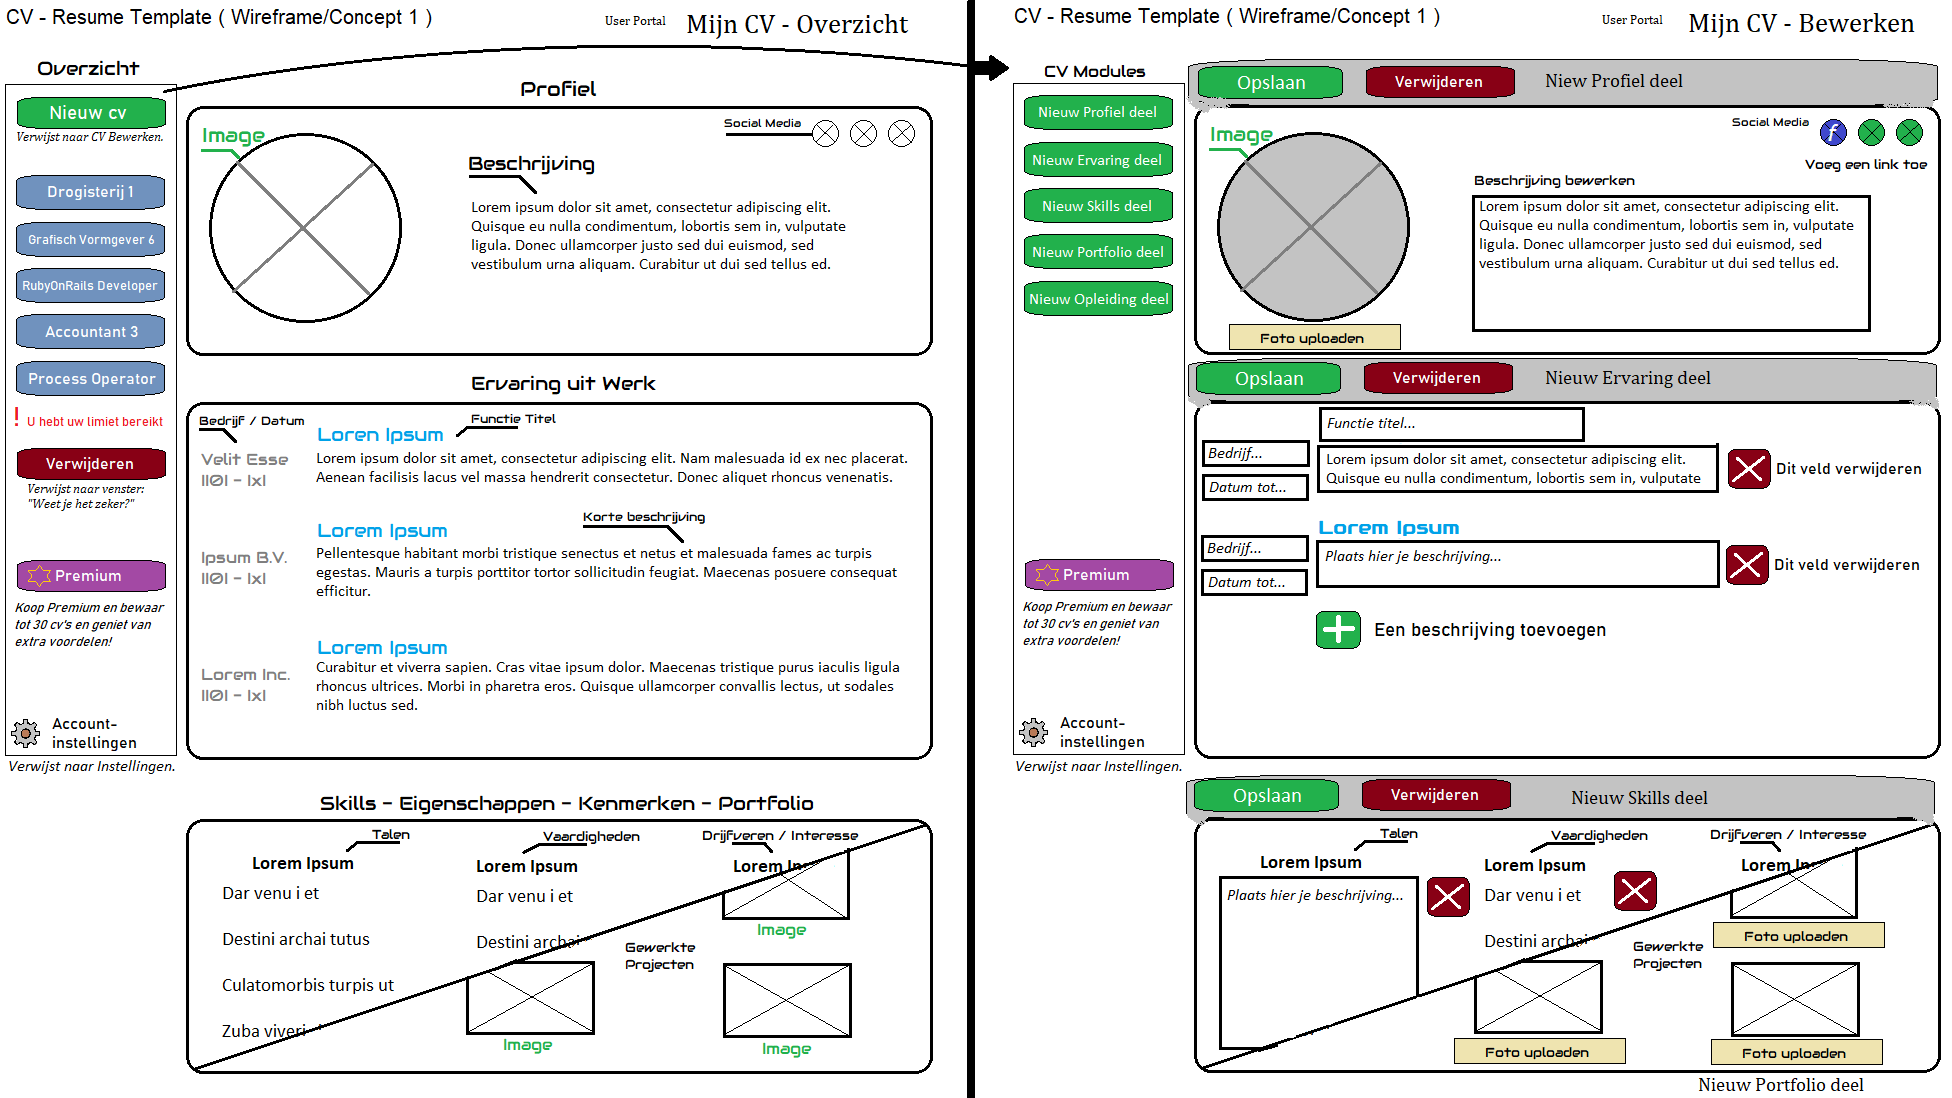 CV - Resume Template ( Wireframe/Concept 1 )
User Portal
Mijn CV - Overzicht
Overzicht
Nieuw cv
Verwijst naar CV Bewerken.
Drogisterij 1
Grafisch Vormgever 6
RubyOnRails Developer
Accountant 3
Process Operator
! U hebt uw limiet bereikt
Verwijderen
Verwijst naar venster:
"Weet je het zeker?"
Premium
Koop Premium en bewaar
tot 30 cv's en geniet van
extra voordelen!
Account-
instellingen
Verwijst naar Instellingen.
Profiel
Image
Social Media
Beschrijving
Lorem ipsum dolor sit amet, consectetur adipiscing elit.
Quisque eu nulla condimentum, lobortis sem in, vulputate
ligula. Donec ullamcorper justo sed dui euismod, sed
vestibulum urna aliquam. Curabitur ut dui sed tellus ed.
Ervaring uit Werk
Bedrijf / Datum
Functie Titel
Loren Ipsum
Velit Esse
||0| - |x|
Lorem ipsum dolor sit amet, consectetur adipiscing elit. Nam malesuada id ex nec placerat.
Aenean facilisis lacus vel massa hendrerit consectetur. Donec aliquet rhoncus venenatis.
Korte beschrijving
Lorem Ipsum
Ipsum B.V.
||0| - |x|
Pellentesque habitant morbi tristique senectus et netus et malesuada fames ac turpis
egestas. Mauris a turpis porttitor tortor sollicitudin feugiat. Maecenas posuere consequat
efficitur.
Lorem Ipsum
Lorem Inc.
||0| - |x|
Curabitur et viverra sapien. Cras vitae ipsum dolor. Maecenas tristique purus iaculis ligula
rhoncus ultrices. Morbi in pharetra eros. Quisque ullamcorper convallis lectus, ut sodales
nibh luctus sed.
Skills - Eigenschappen - Kenmerken - Portfolio
Talen
Lorem Ipsum
Dar venu i et
Destini archai tutus
Culatomorbis turpis ut
Zuba viveri
Vaardigheden
Lorem Ipsum
Dar venu i et
Destini archai
Drijfveren / Interesse
Lorem Ip
Image
Gewerkte
Projecten
Image
Image
CV - Resume Template ( Wireframe/Concept 1 )
User Portal
Mijn CV - Bewerken
CV Modules
Nieuw Profiel deel
Nieuw Ervaring deel
Nieuw Skills deel
Nieuw Portfolio deel
Nieuw Opleiding deel
Premium
Koop Premium en bewaar
tot 30 cv's en geniet van
extra voordelen!
Account-
instellingen
Verwijst naar Instellingen.
Opslaan
Verwijderen
Niew Profiel deel
Image
Social Media
f
Voeg een link toe
Beschrijving bewerken
Lorem ipsum dolor sit amet, consectetur adipiscing elit.
Quisque eu nulla condimentum, lobortis sem in, vulputate
ligula. Donec ullamcorper justo sed dui euismod, sed
vestibulum urna aliquam. Curabitur ut dui sed tellus ed.
Foto uploaden
Opslaan
Verwijderen
Nieuw Ervaring deel
Functie titel...
Bedrijf...
Datum tot...
Lorem ipsum dolor sit amet, consectetur adipiscing elit.
Quisque eu nulla condimentum, lobortis sem in, vulputate
Dit veld verwijderen
Lorem Ipsum
Bedrijf...
Datum tot...
Plaats hier je beschrijving...
Dit veld verwijderen
Een beschrijving toevoegen
Opslaan
Verwijderen
Nieuw Skills deel
Talen
Lorem Ipsum
Plaats hier je beschrijving...
Vaardigheden
Lorem Ipsum
Dar venu i et
Destini archai
Drijfveren / Interesse
Lorem Ip
Foto uploaden
Gewerkte
Projecten
Foto uploaden
Foto uploaden
Nieuw Portfolio deel